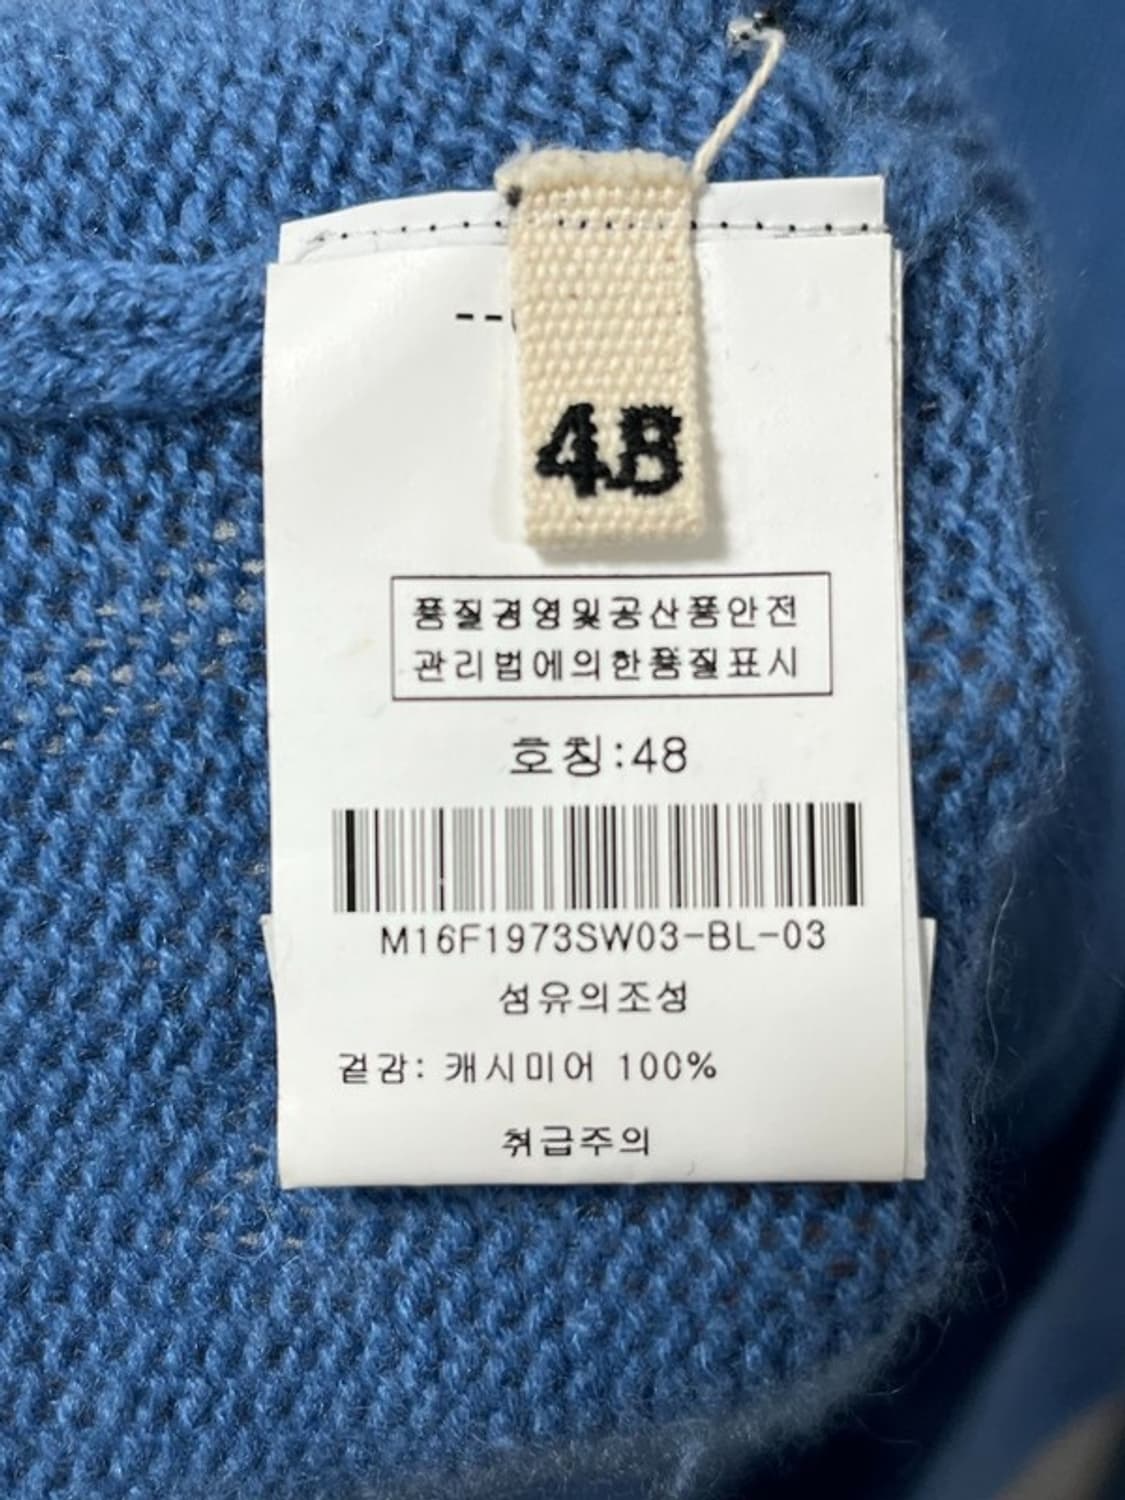 --
48
품질경영및공산품안전
관리법에의한품질표시
호칭:48
M16F1973SW03-BL-03
섬유의조성
겉감: 캐시미어 100%
취급주의